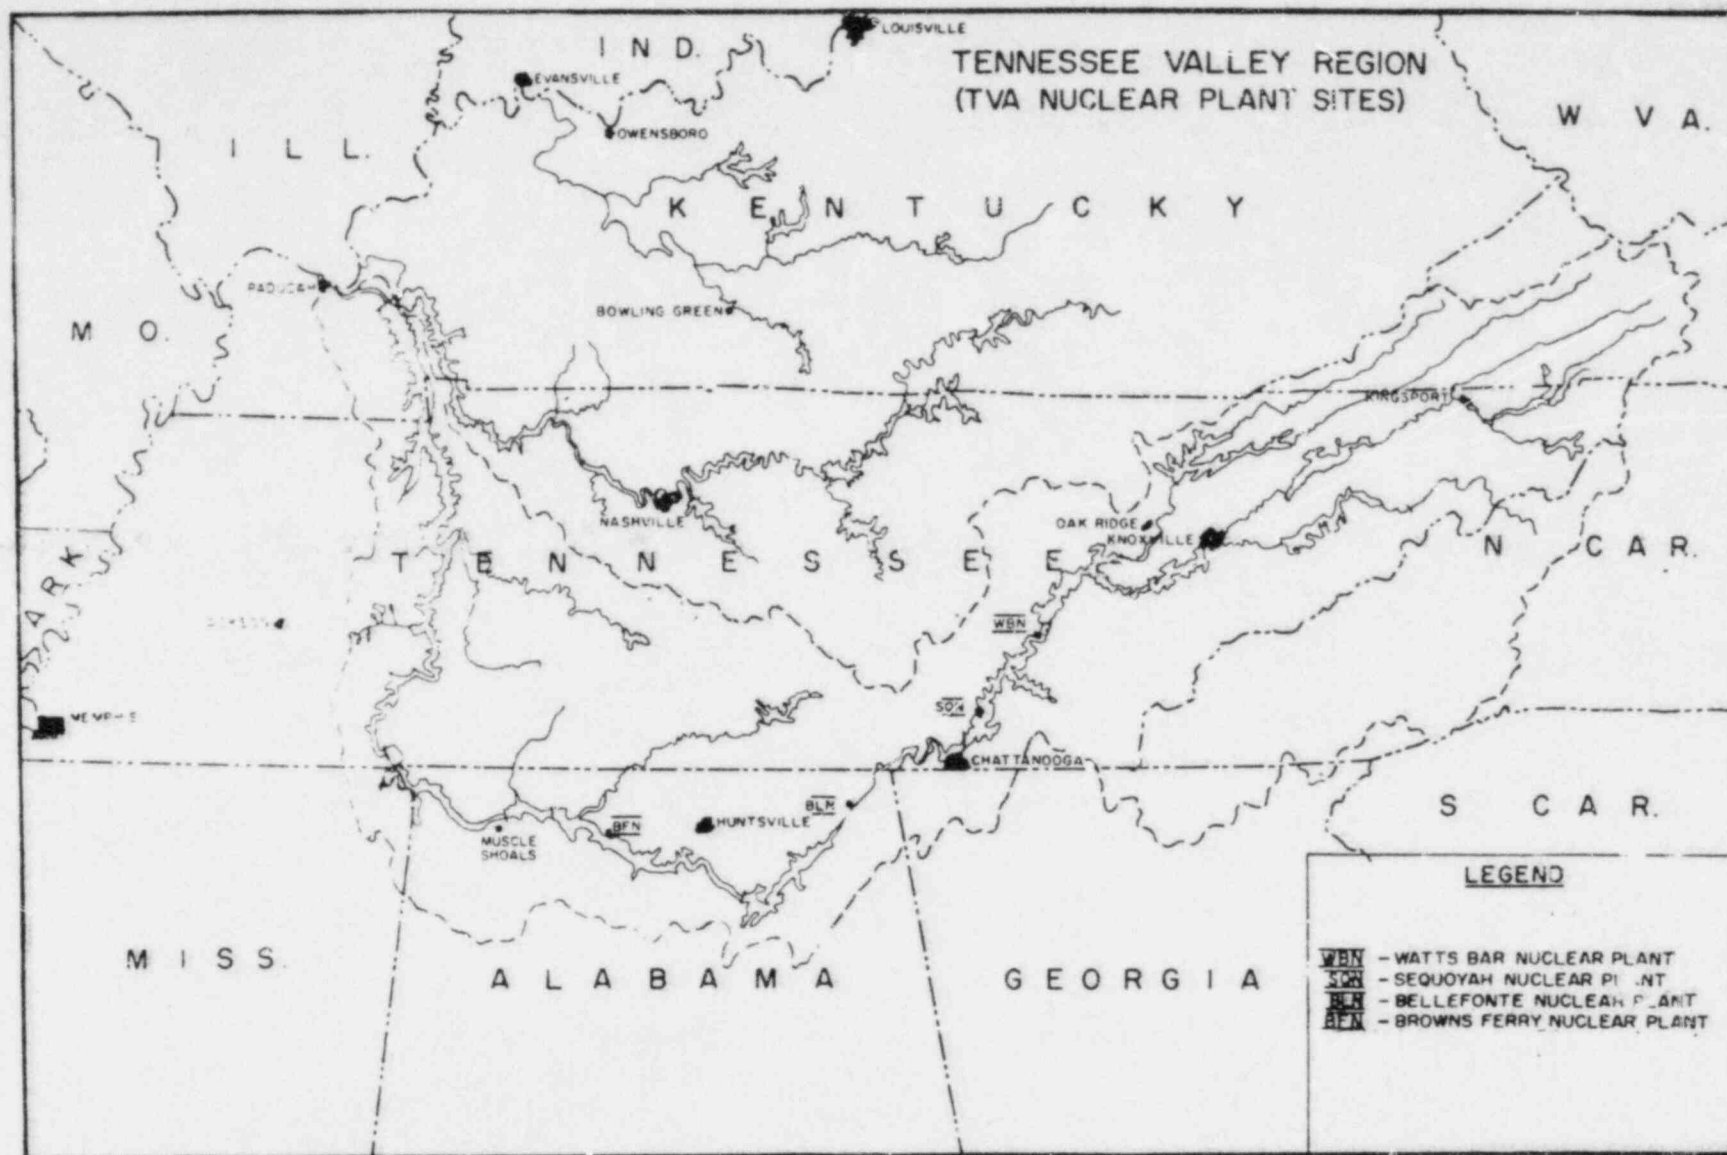 LOUISVILLE
IND.
TENNESSEE VALLEY REGION
(TVA NUCLEAR PLANT SITES)
EVANSVILLE
W VA.
OWENSBORO
ILL.
KENTUCKY
PADUCAH
BOWLING GREEN
MO.
KINGSPORT
NASHVILLE
OAK RIDGE
KNOXVILLE
TENNESSEE
N CAR.
ARK
WBN
SQN
MEMPHIS
CHATTANOOGA
BLN
S CAR.
BFN
HUNTSVILLE
MUSCLE
SHOALS
LEGEND
MISS.
ALABAMA
GEORGIA
WBN - WATTS BAR NUCLEAR PLANT
SQN - SEQUOYAH NUCLEAR PLANT
BLN - BELLEFONTE NUCLEAR PLANT
BFN - BROWNS FERRY NUCLEAR PLANT